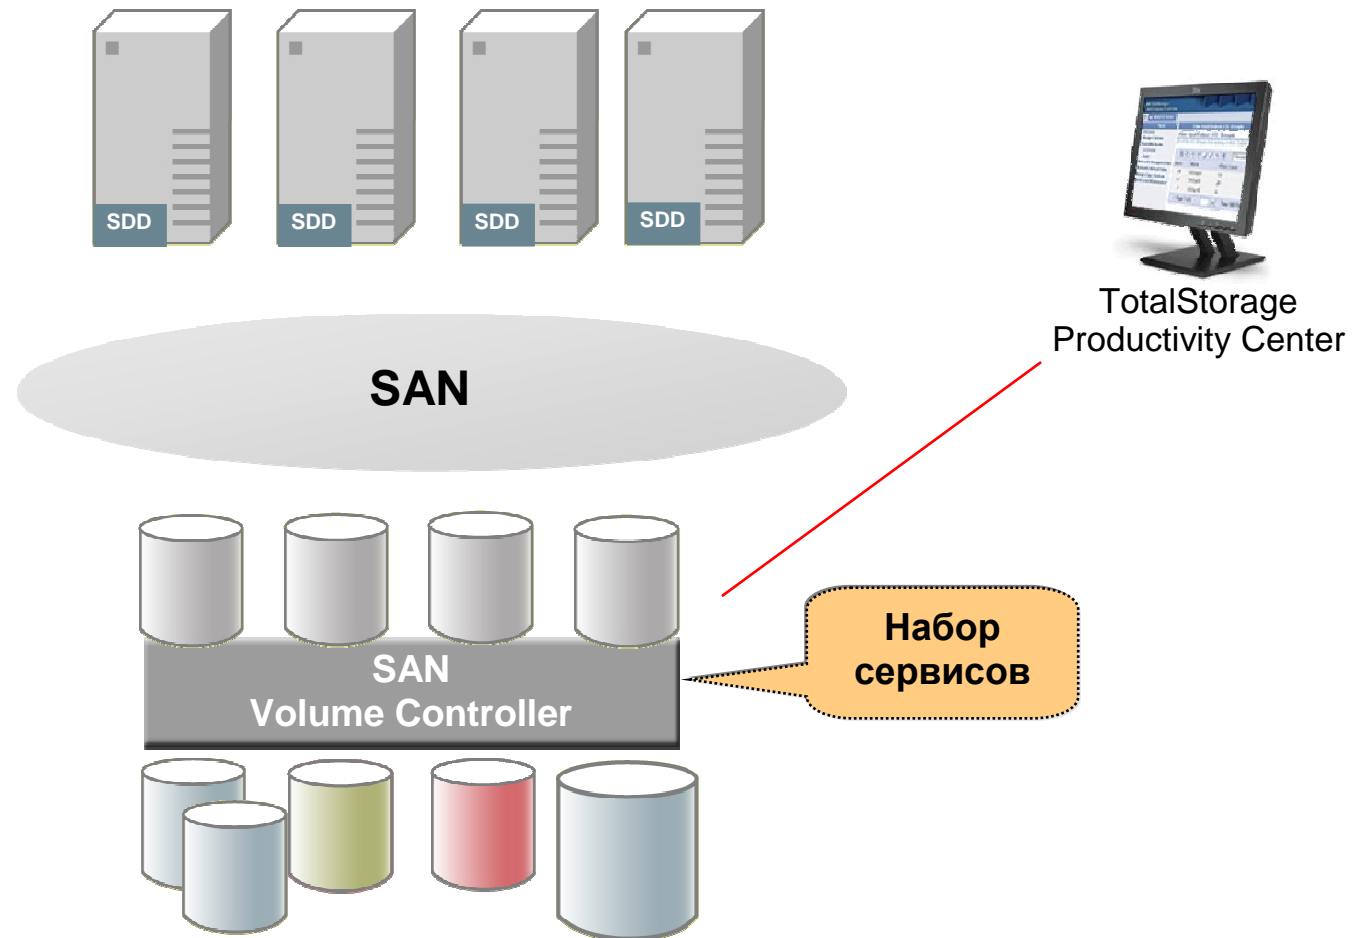 SDD
SDD
SDD
SDD
TotalStorage
Productivity Center
SAN
SAN
Volume Controller
Набор
сервисов